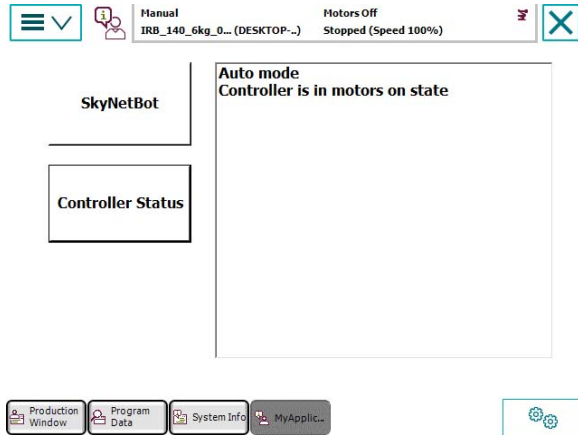 Manual
IRB_140_6kg_0... (DESKTOP-..)
Motors Off
Stopped (Speed 100%)
SkyNetBot
Controller Status
Auto mode
Controller is in motors on state
Production
Window
Program
Data
System Info
MyApplic...